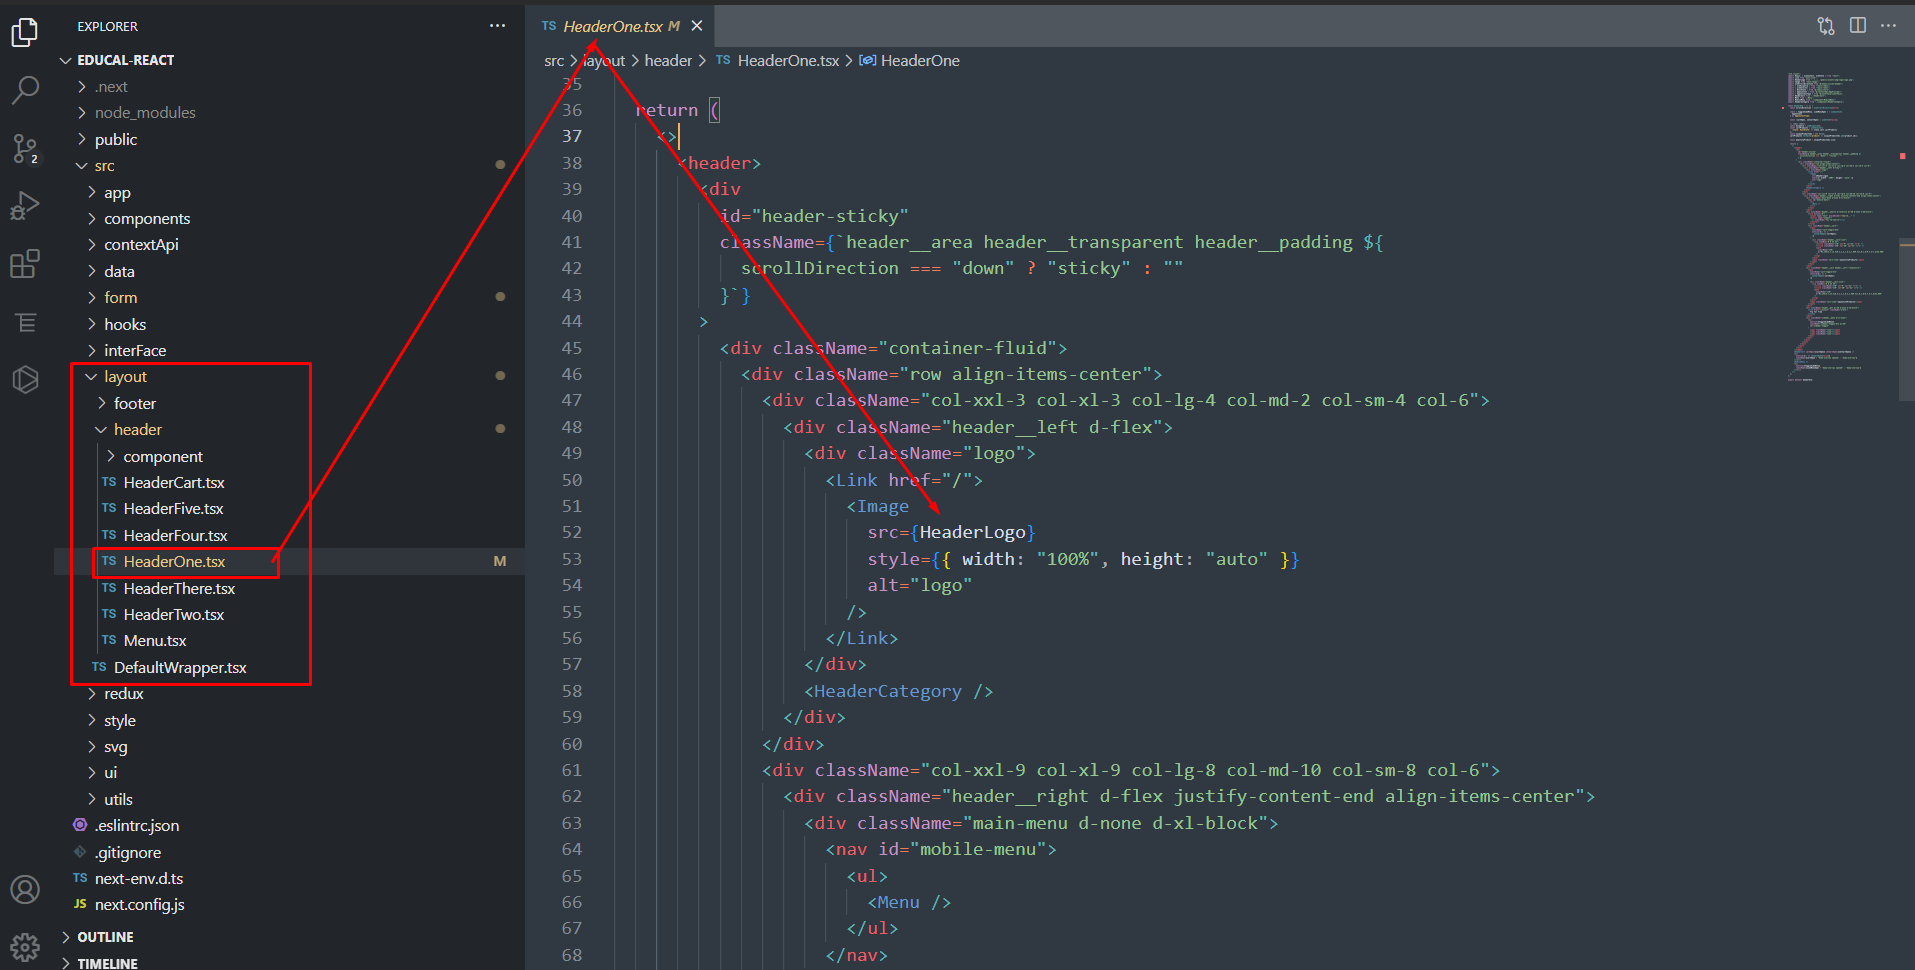 EXPLORER
EDUCAL-REACT
.next
node_modules
public
src
app
components
contextApi
data
form
hooks
interFace
layout
footer
header
component
TS HeaderCart.tsx
TS HeaderFive.tsx
TS HeaderFour.tsx
TS HeaderOne.tsx M
TS HeaderThere.tsx
TS HeaderTwo.tsx
TS Menu.tsx
TS DefaultWrapper.tsx
redux
style
svg
ui
utils
.eslintrc.json
.gitignore
TS next-env.d.ts
JS next.config.js
OUTLINE
TIMELINE
2
TS HeaderOne.tsx M
src > layout > header > TS HeaderOne.tsx > HeaderOne
35
36 return (
37 <>
38 <header>
39 <div
40 id="header-sticky"
41 className={`header__area header__transparent header__padding ${
42 scrollDirection === "down" ? "sticky" : ""
43 }`}
44 >
45 <div className="container-fluid">
46 <div className="row align-items-center">
47 <div className="col-xxl-3 col-xl-3 col-lg-4 col-md-2 col-sm-4 col-6">
48 <div className="header__left d-flex">
49 <div className="logo">
50 <Link href="/">
51 <Image
52 src={HeaderLogo}
53 style={{ width: "100%", height: "auto" }}
54 alt="logo"
55 />
56 </Link>
57 </div>
58 <HeaderCategory />
59 </div>
60 </div>
61 <div className="col-xxl-9 col-xl-9 col-lg-8 col-md-10 col-sm-8 col-6">
62 <div className="header__right d-flex justify-content-end align-items-center">
63 <div className="main-menu d-none d-xl-block">
64 <nav id="mobile-menu">
65 <ul>
66 <Menu />
67 </ul>
68 </nav>